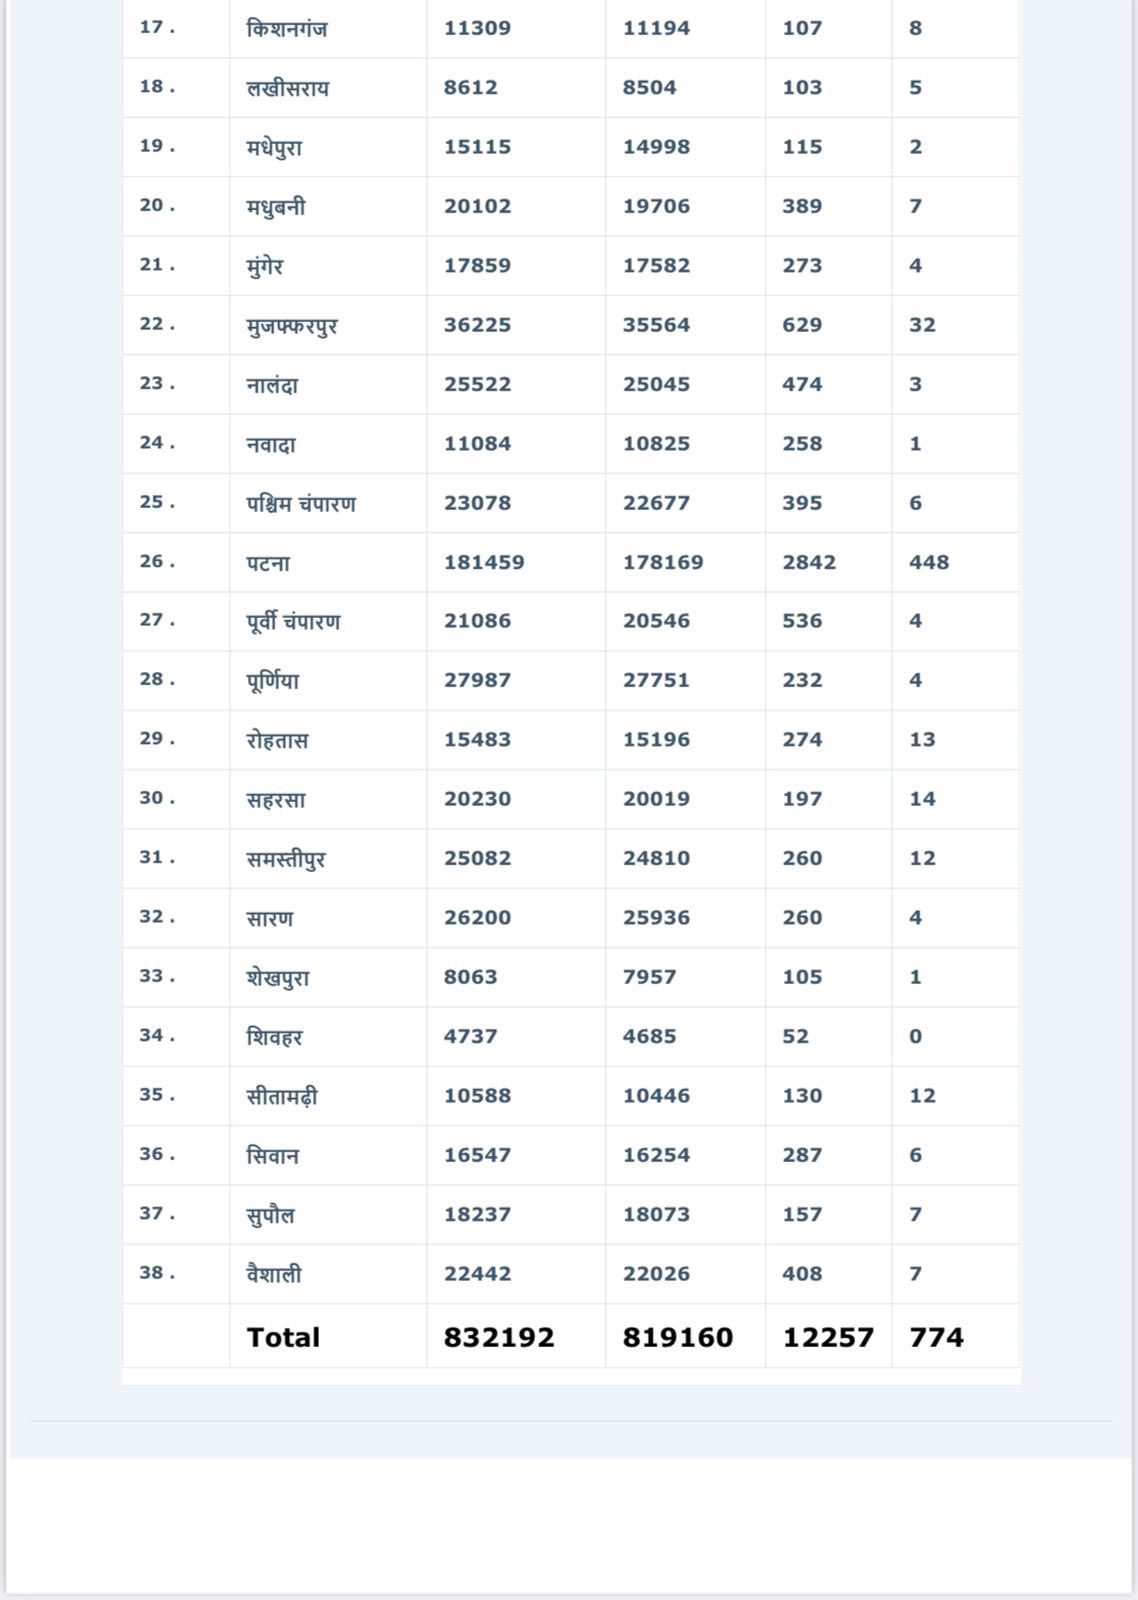 17 . किशनगंज 11309 11194 107 8
18 . लखीसराय 8612 8504 103 5
19 . मधेपुरा 15115 14998 115 2
20 . मधुबनी 20102 19706 389 7
21 . मुंगेर 17859 17582 273 4
22 . मुजफ्फरपुर 36225 35564 629 32
23 . नालंदा 25522 25045 474 3
24 . नवादा 11084 10825 258 1
25 . पश्चिम चंपारण 23078 22677 395 6
26 . पटना 181459 178169 2842 448
27 . पूर्वी चंपारण 21086 20546 536 4
28 . पूर्णिया 27987 27751 232 4
29 . रोहतास 15483 15196 274 13
30 . सहरसा 20230 20019 197 14
31 . समस्तीपुर 25082 24810 260 12
32 . सारण 26200 25936 260 4
33 . शेखपुरा 8063 7957 105 1
34 . शिवहर 4737 4685 52 0
35 . सीतामढ़ी 10588 10446 130 12
36 . सिवान 16547 16254 287 6
37 . सुपौल 18237 18073 157 7
38 . वैशाली 22442 22026 408 7
Total 832192 819160 12257 774